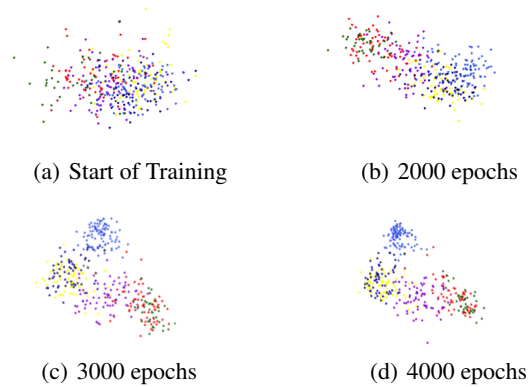 (a) Start of Training
(b) 2000 epochs
(c) 3000 epochs
(d) 4000 epochs